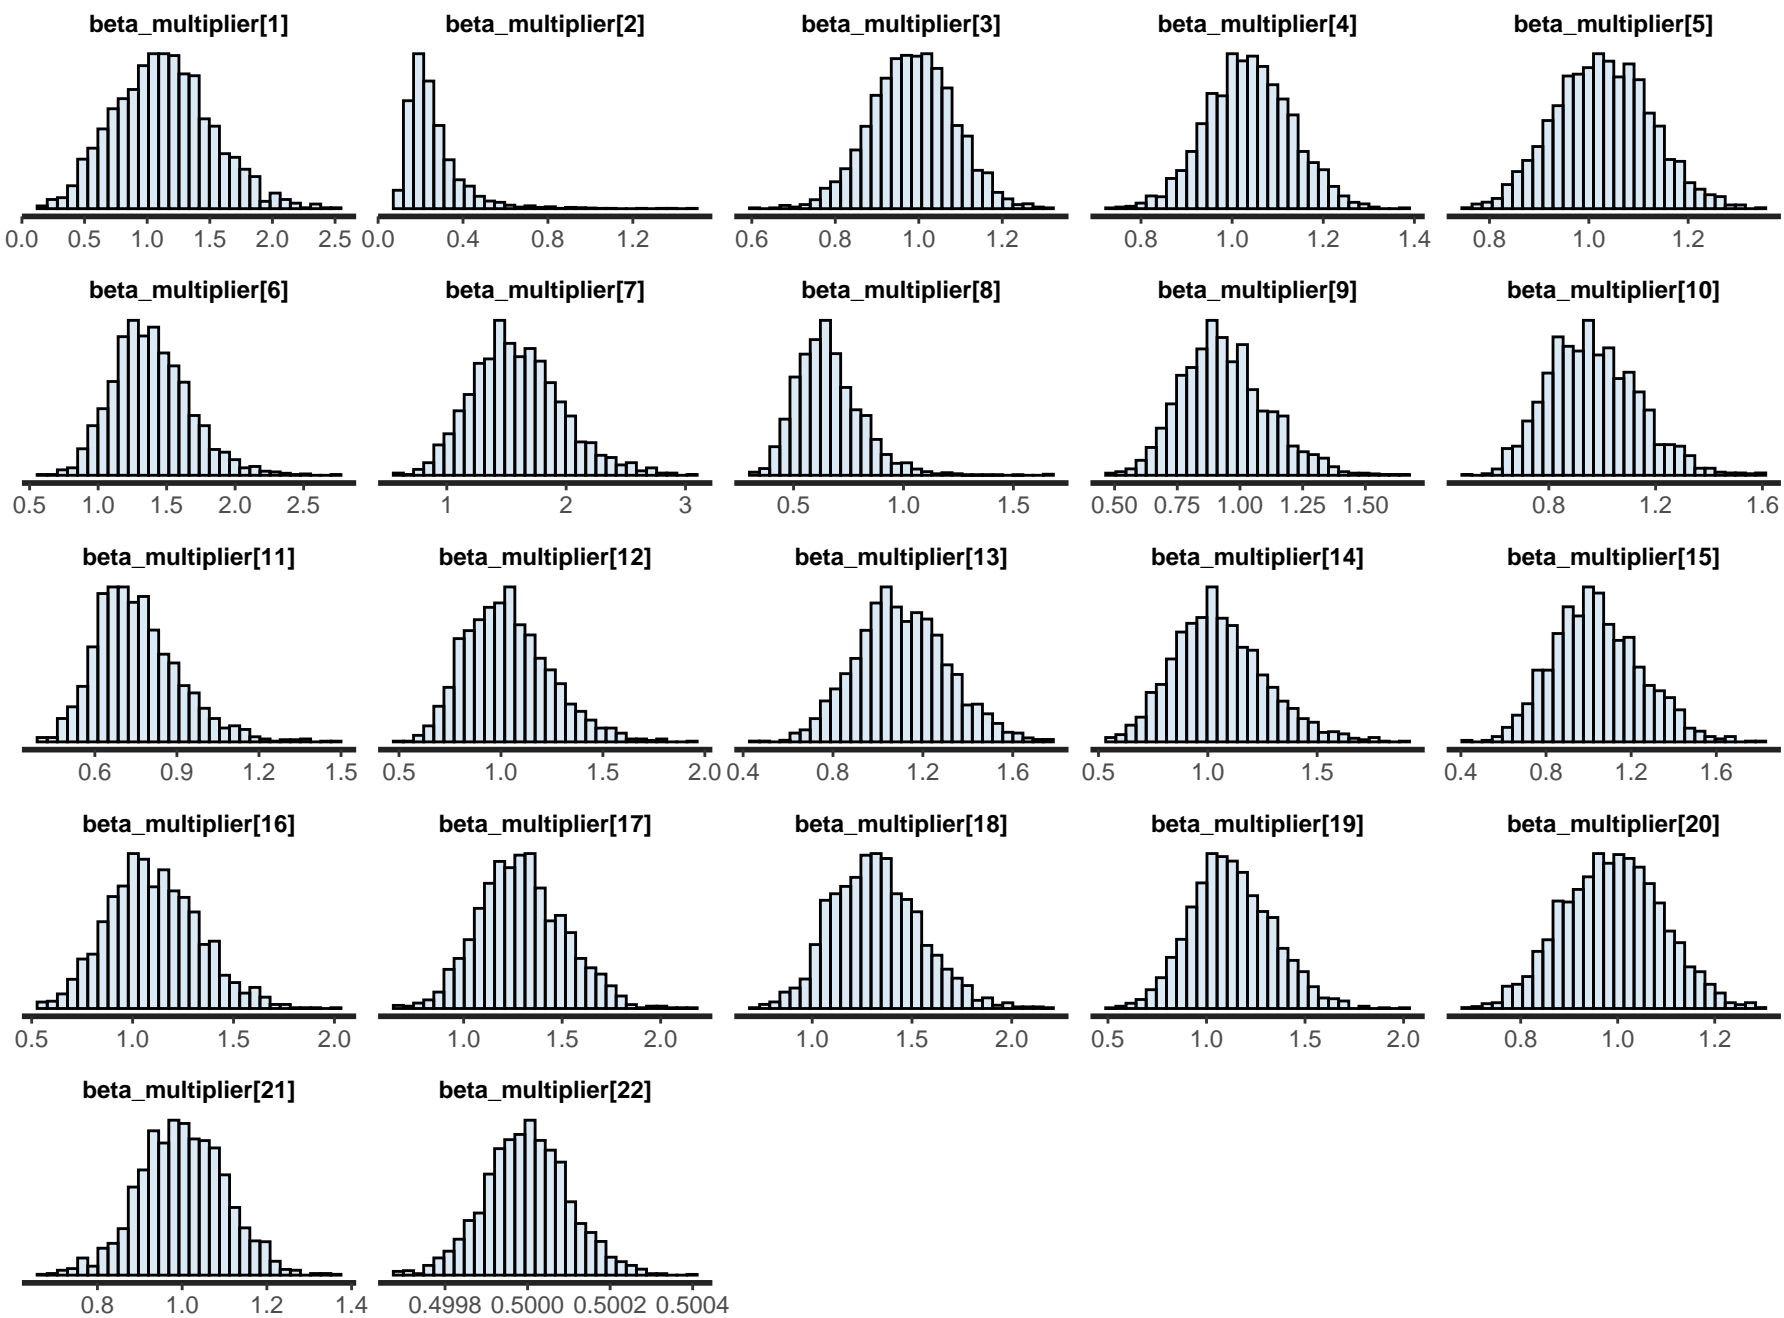 beta_multiplier[1] beta_multiplier[2] beta_multiplier[3] beta_multiplier[4] beta_multiplier[5]
0.0 0.5 1.0 1.5 2.0 2.5 0.0 0.4 0.8 1.2 0.6 0.8 1.0 1.2 0.8 1.0 1.2 1.4 0.8 1.0 1.2
beta_multiplier[6] beta_multiplier[7] beta_multiplier[8] beta_multiplier[9] beta_multiplier[10]
0.5 1.0 1.5 2.0 2.5 1 2 3 0.5 1.0 1.5 0.50 0.75 1.00 1.25 1.50 0.8 1.2 1.6
beta_multiplier[11] beta_multiplier[12] beta_multiplier[13] beta_multiplier[14] beta_multiplier[15]
0.6 0.9 1.2 1.5 0.5 1.0 1.5 2.0 0.4 0.8 1.2 1.6 0.5 1.0 1.5 0.4 0.8 1.2 1.6
beta_multiplier[16] beta_multiplier[17] beta_multiplier[18] beta_multiplier[19] beta_multiplier[20]
0.5 1.0 1.5 2.0 1.0 1.5 2.0 1.0 1.5 2.0 0.5 1.0 1.5 2.0 0.8 1.0 1.2
beta_multiplier[21] beta_multiplier[22]
0.8 1.0 1.2 1.4 0.4998 0.5000 0.5002 0.5004